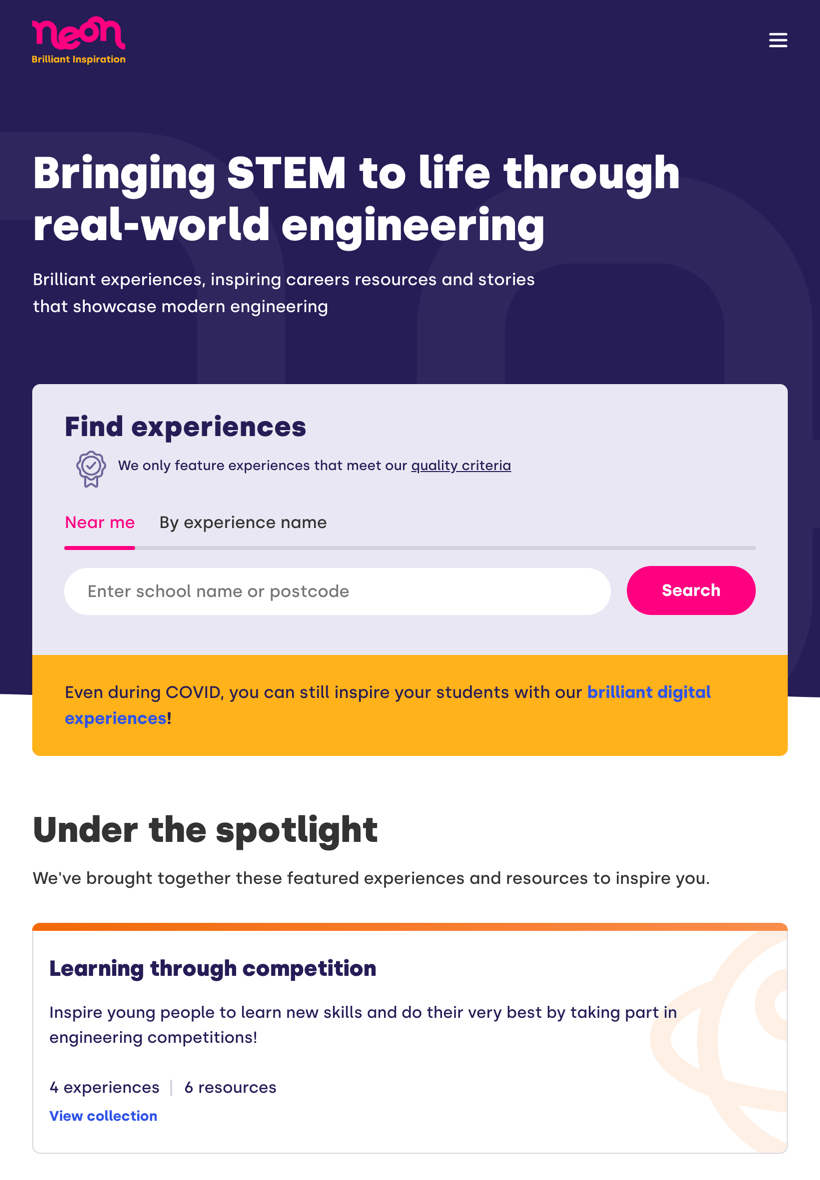 neon
Brilliant Inspiration
Bringing STEM to life through
real-world engineering
Brilliant experiences, inspiring careers resources and stories
that showcase modern engineering
Find experiences
We only feature experiences that meet our quality criteria
Near me
By experience name
Enter school name or postcode
Search
Even during COVID, you can still inspire your students with our brilliant digital
experiences!
Under the spotlight
We've brought together these featured experiences and resources to inspire you.
Learning through competition
Inspire young people to learn new skills and do their very best by taking part in
engineering competitions!
4 experiences | 6 resources
View collection